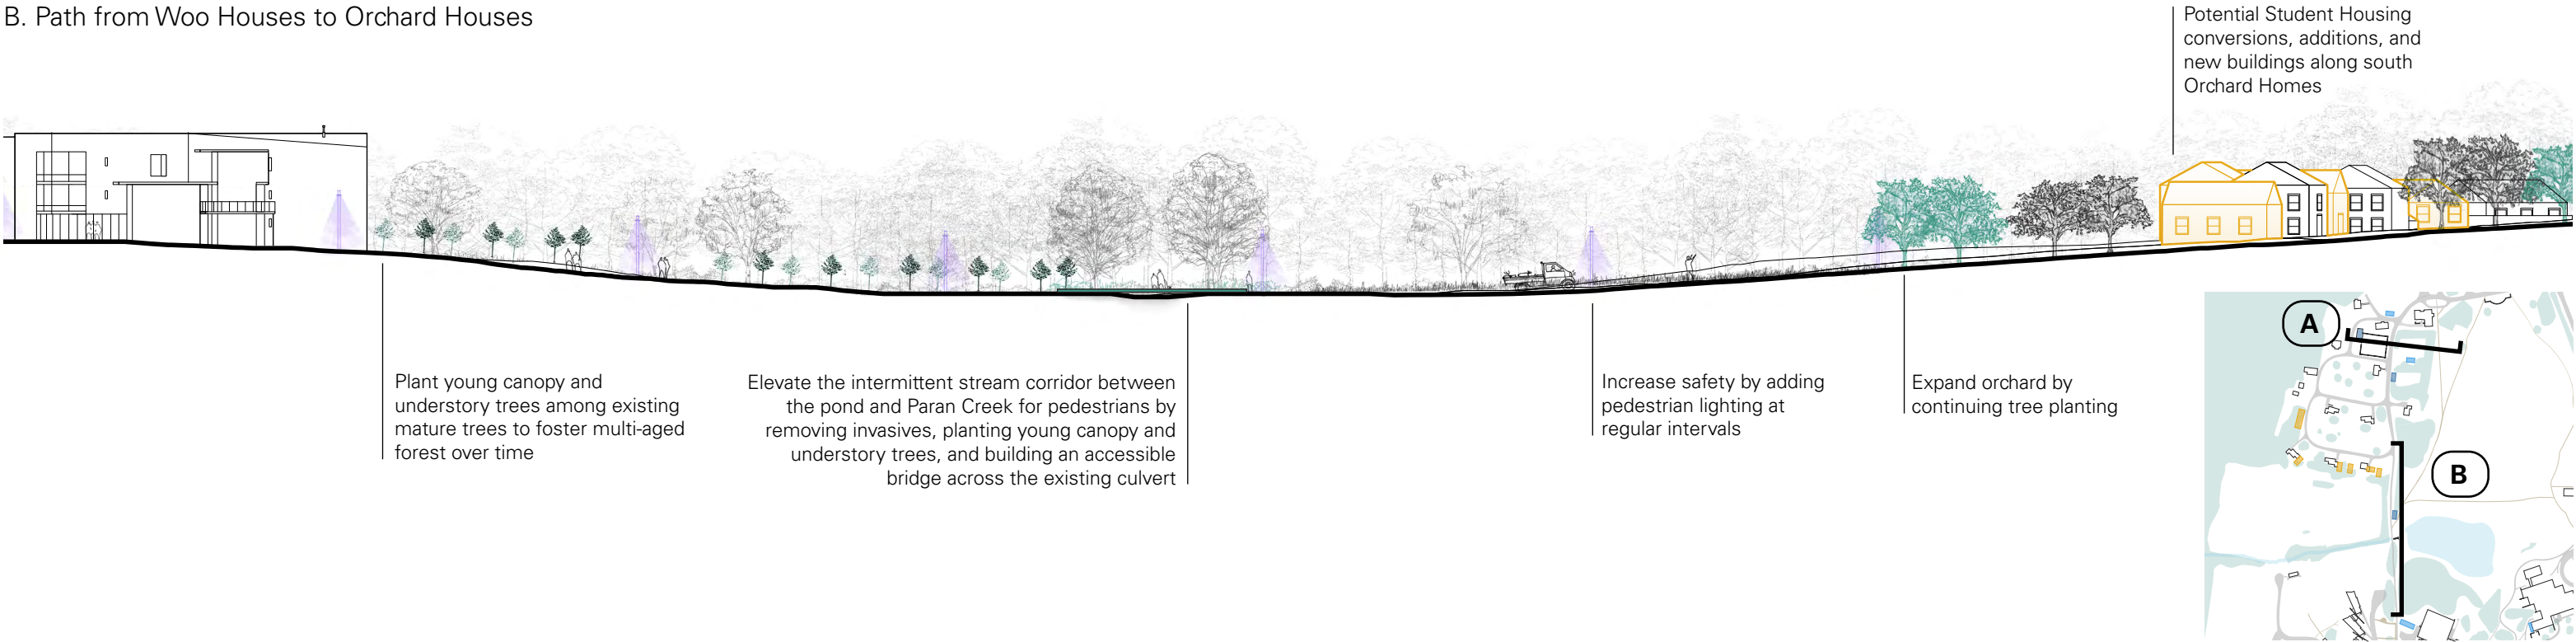 B. Path from Woo Houses to Orchard Houses
Potential Student Housing
conversions, additions, and
new buildings along south
Orchard Homes
Plant young canopy and
understory trees among existing
mature trees to foster multi-aged
forest over time
Elevate the intermittent stream corridor between
the pond and Paran Creek for pedestrians by
removing invasives, planting young canopy and
understory trees, and building an accessible
bridge across the existing culvert
Increase safety by adding
pedestrian lighting at
regular intervals
Expand orchard by
continuing tree planting
A
B